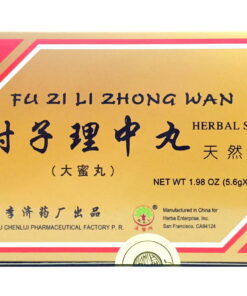 FU ZI LI ZHONG WAN
附子理中丸
HERBAL
天然
(大蜜丸)
NET WT 1.98 OZ (5.6gX
李济药厂出品
CHENLIJI PHARMACEUTICAL FACTORY P. R.
Manufactured in China for
Herba Enterprise, Inc.
San Francisco, CA94124